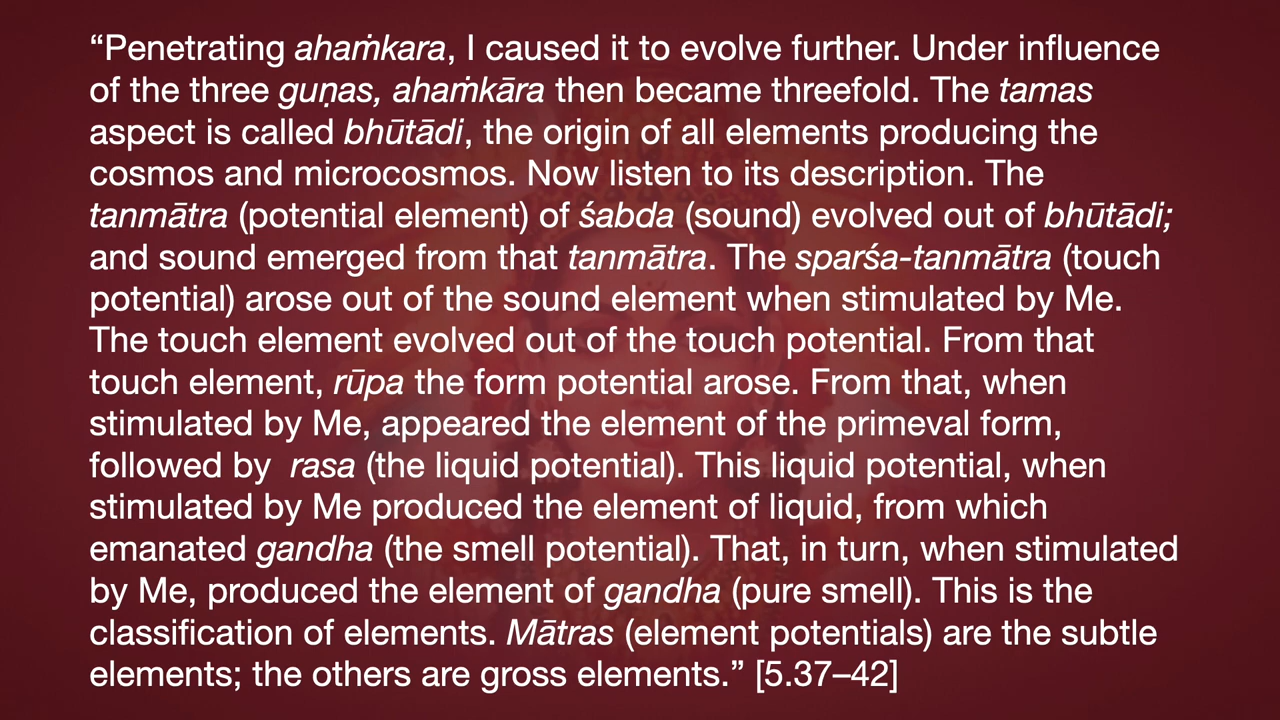 “Penetrating ahaṁkara, I caused it to evolve further. Under influence
of the three guṇas, ahaṁkāra then became threefold. The tamas
aspect is called bhūtādi, the origin of all elements producing the
cosmos and microcosmos. Now listen to its description. The
tanmātra (potential element) of śabda (sound) evolved out of bhūtādi;
and sound emerged from that tanmātra. The sparśa-tanmātra (touch
potential) arose out of the sound element when stimulated by Me.
The touch element evolved out of the touch potential. From that
touch element, rūpa the form potential arose. From that, when
stimulated by Me, appeared the element of the primeval form,
followed by  rasa (the liquid potential). This liquid potential, when
stimulated by Me produced the element of liquid, from which
emanated gandha (the smell potential). That, in turn, when stimulated
by Me, produced the element of gandha (pure smell). This is the
classification of elements. Mātras (element potentials) are the subtle
elements; the others are gross elements.” [5.37–42]